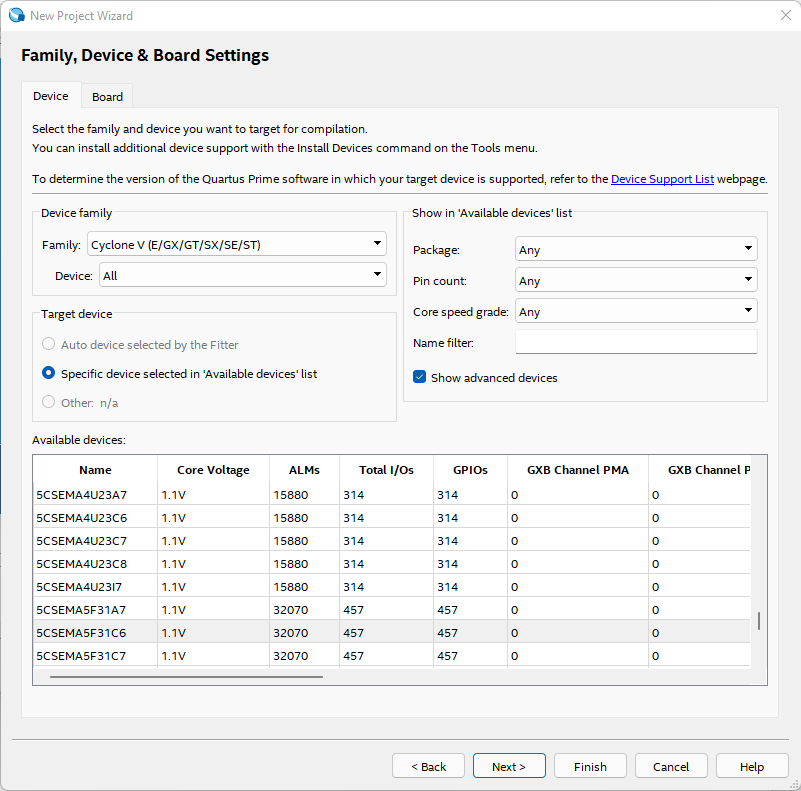 New Project Wizard
Family, Device & Board Settings
Device Board
Select the family and device you want to target for compilation.
You can install additional device support with the Install Devices command on the Tools menu.
To determine the version of the Quartus Prime software in which your target device is supported, refer to the Device Support List webpage.
Device family
Family: Cyclone V (E/GX/GT/SX/SE/ST)
Device: All
Target device
Auto device selected by the Fitter
Specific device selected in 'Available devices' list
Other: n/a
Show in 'Available devices' list
Package: Any
Pin count: Any
Core speed grade: Any
Name filter:
Show advanced devices
Available devices:
Name Core Voltage ALMs Total I/Os GPIOs GXB Channel PMA GXB Channel P
5CSEMA4U23A7 1.1V 15880 314 314 0 0
5CSEMA4U23C6 1.1V 15880 314 314 0 0
5CSEMA4U23C7 1.1V 15880 314 314 0 0
5CSEMA4U23C8 1.1V 15880 314 314 0 0
5CSEMA4U23I7 1.1V 15880 314 314 0 0
5CSEMA5F31A7 1.1V 32070 457 457 0 0
5CSEMA5F31C6 1.1V 32070 457 457 0 0
5CSEMA5F31C7 1.1V 32070 457 457 0 0
< Back Next > Finish Cancel Help